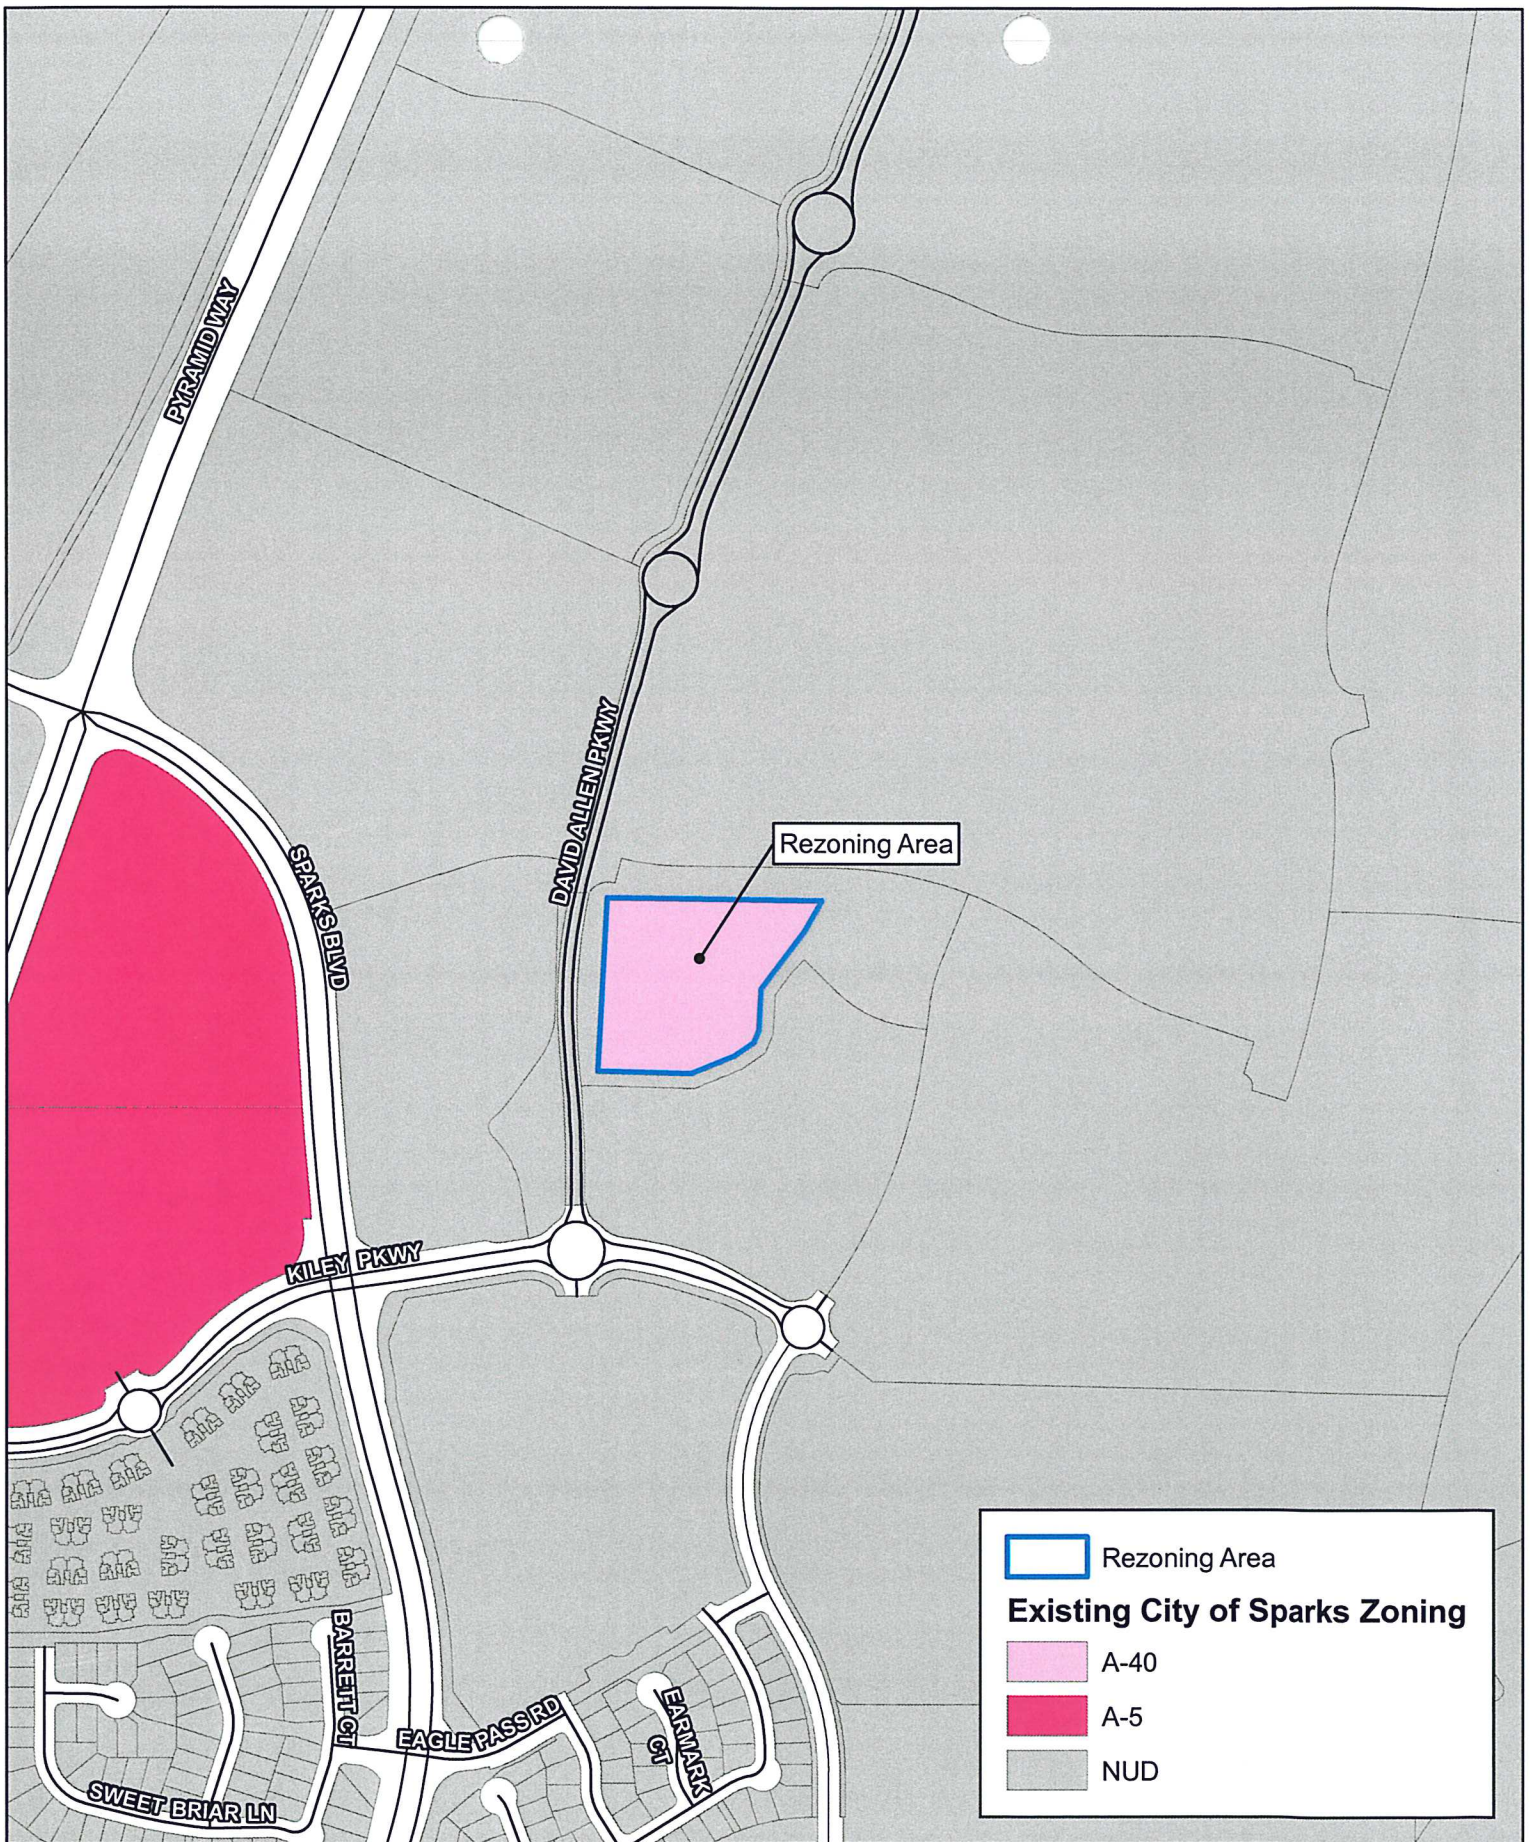 PYRAMID WAY
DAVID ALLEN PKWY
Rezoning Area
SPARKS BLVD
KILEY PKWY
BARRETT CT
EAGLE PASS RD
EARMARK
CT
SWEET BRIAR LN
Rezoning Area
Existing City of Sparks Zoning
A-40
A-5
NUD